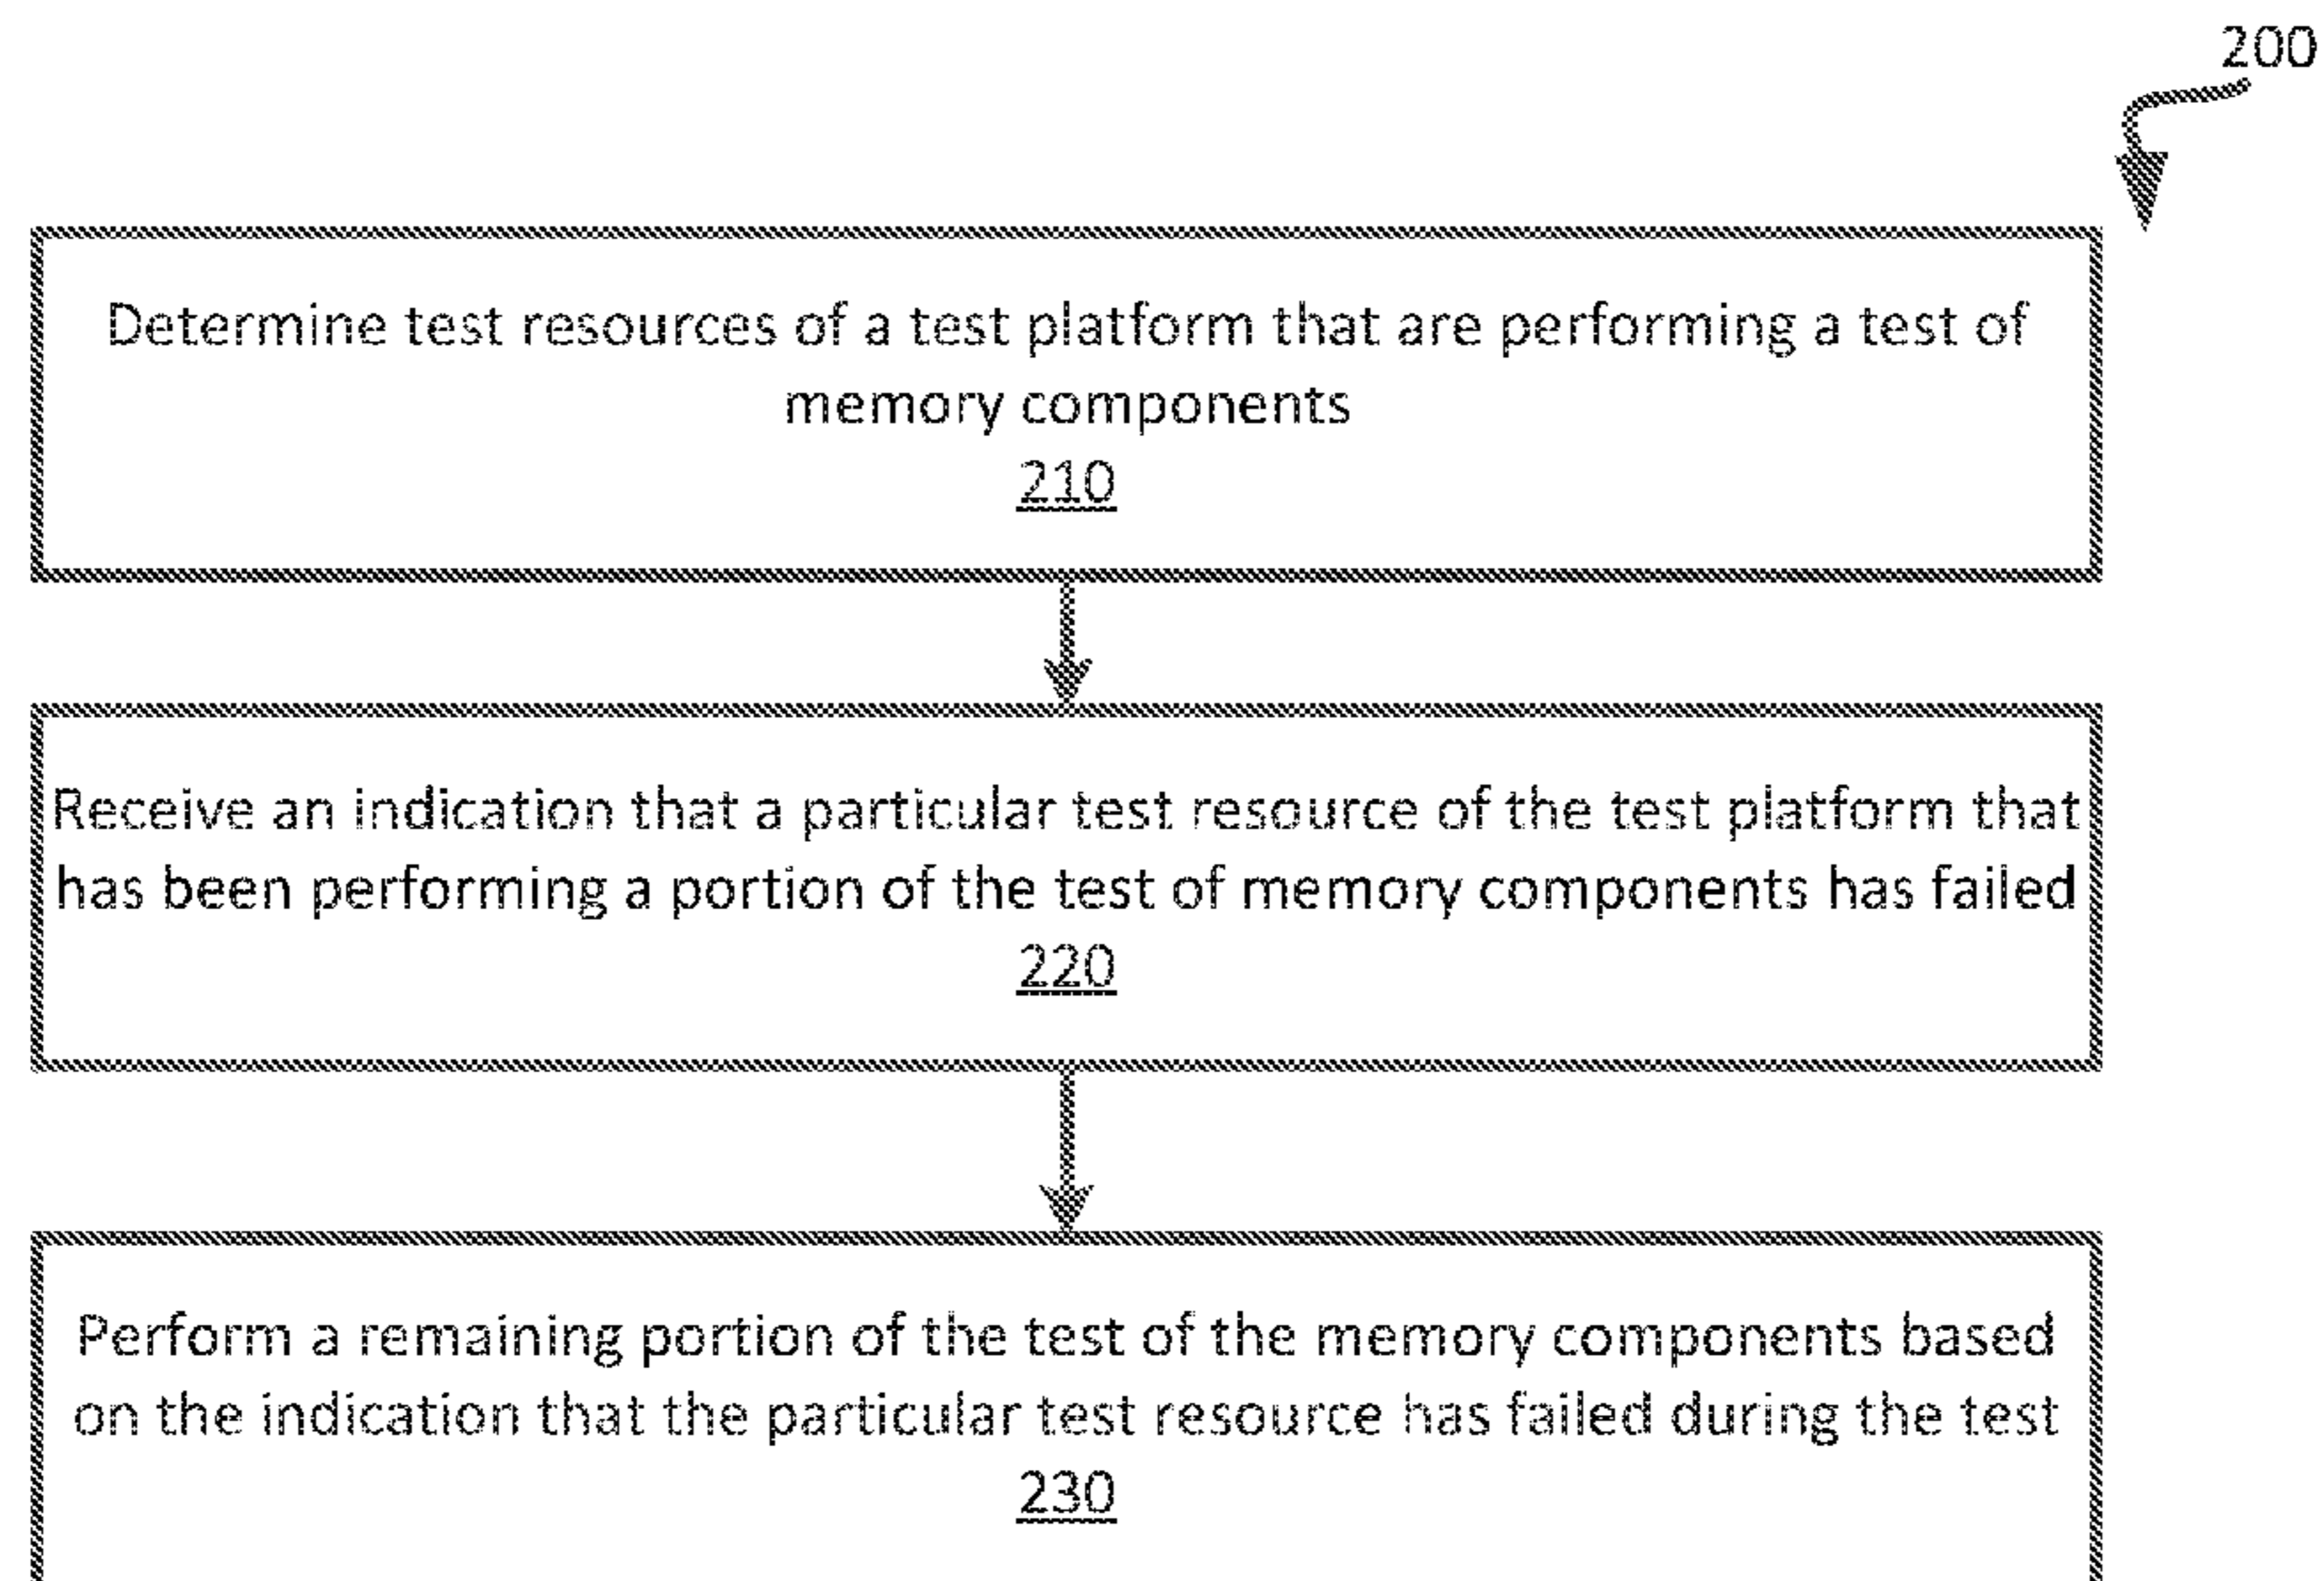 200
Determine test resources of a test platform that are performing a test of
memory components
210
Receive an indication that a particular test resource of the test platform that
has been performing a portion of the test of memory components has failed
220
Perform a remaining portion of the test of the memory components based
on the indication that the particular test resource has failed during the test
230